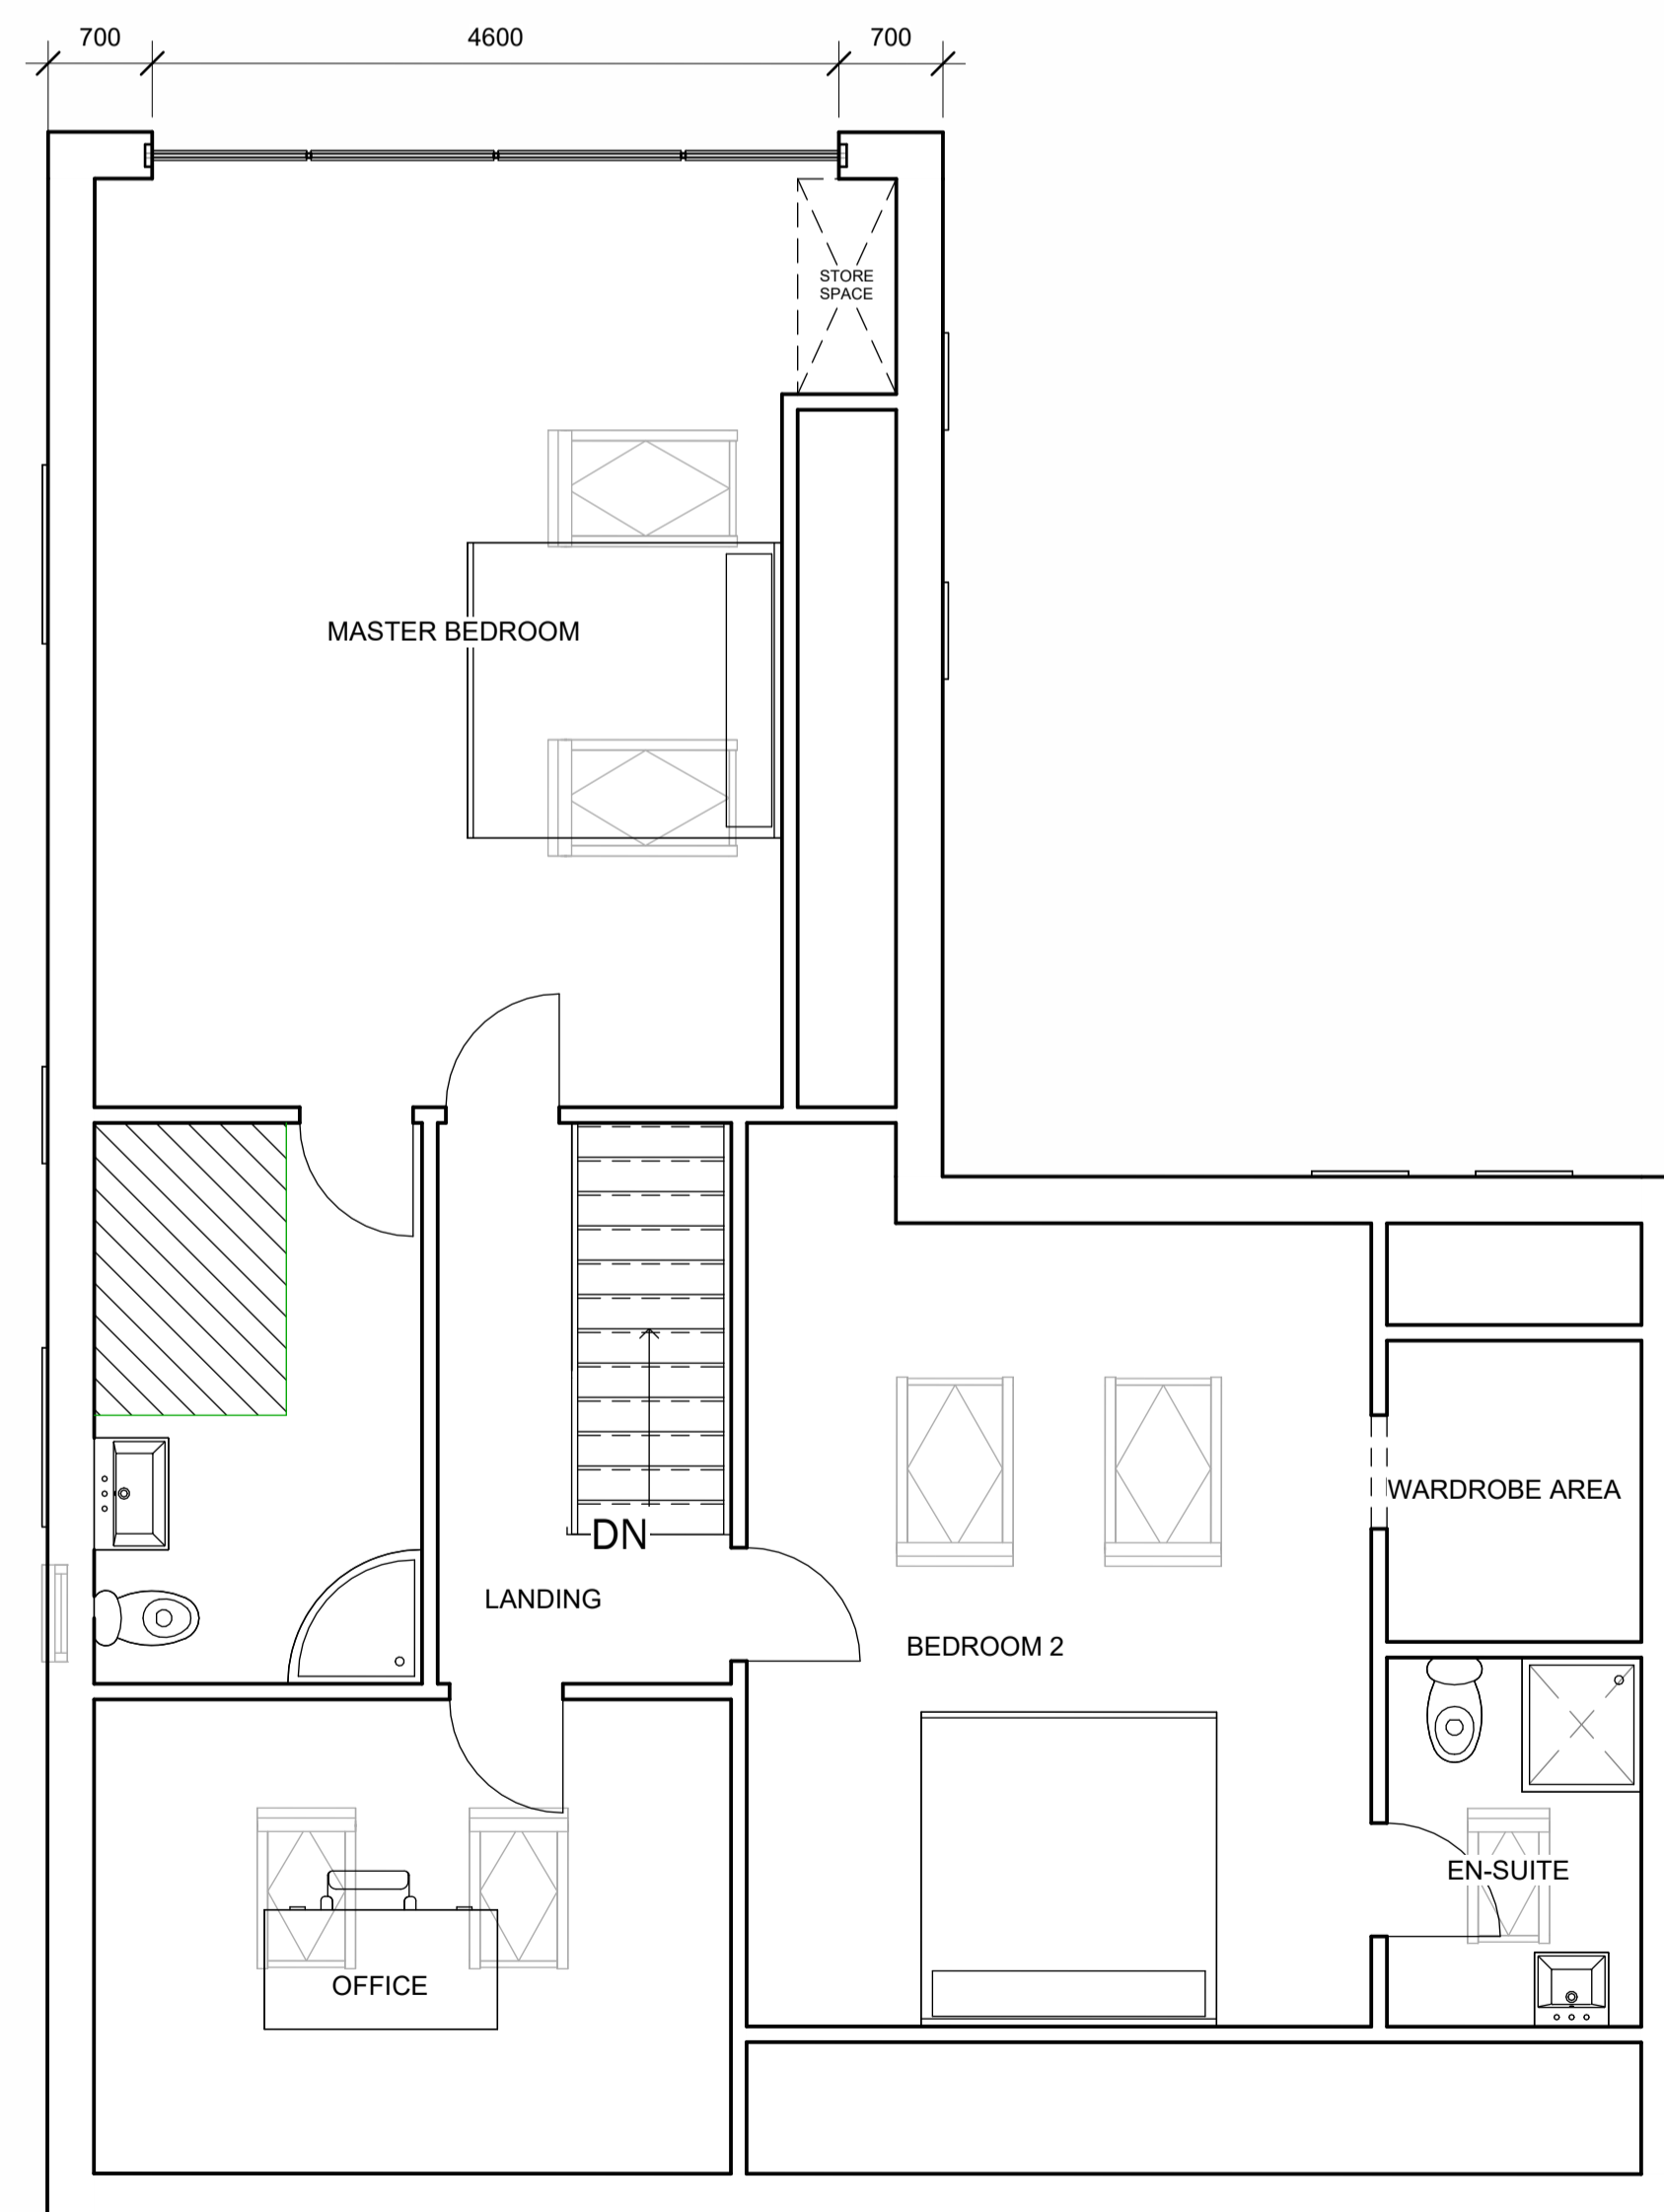 700 4600 700
STORE
SPACE
MASTER BEDROOM
WARDROBE AREA
DN
LANDING
BEDROOM 2
EN-SUITE
OFFICE